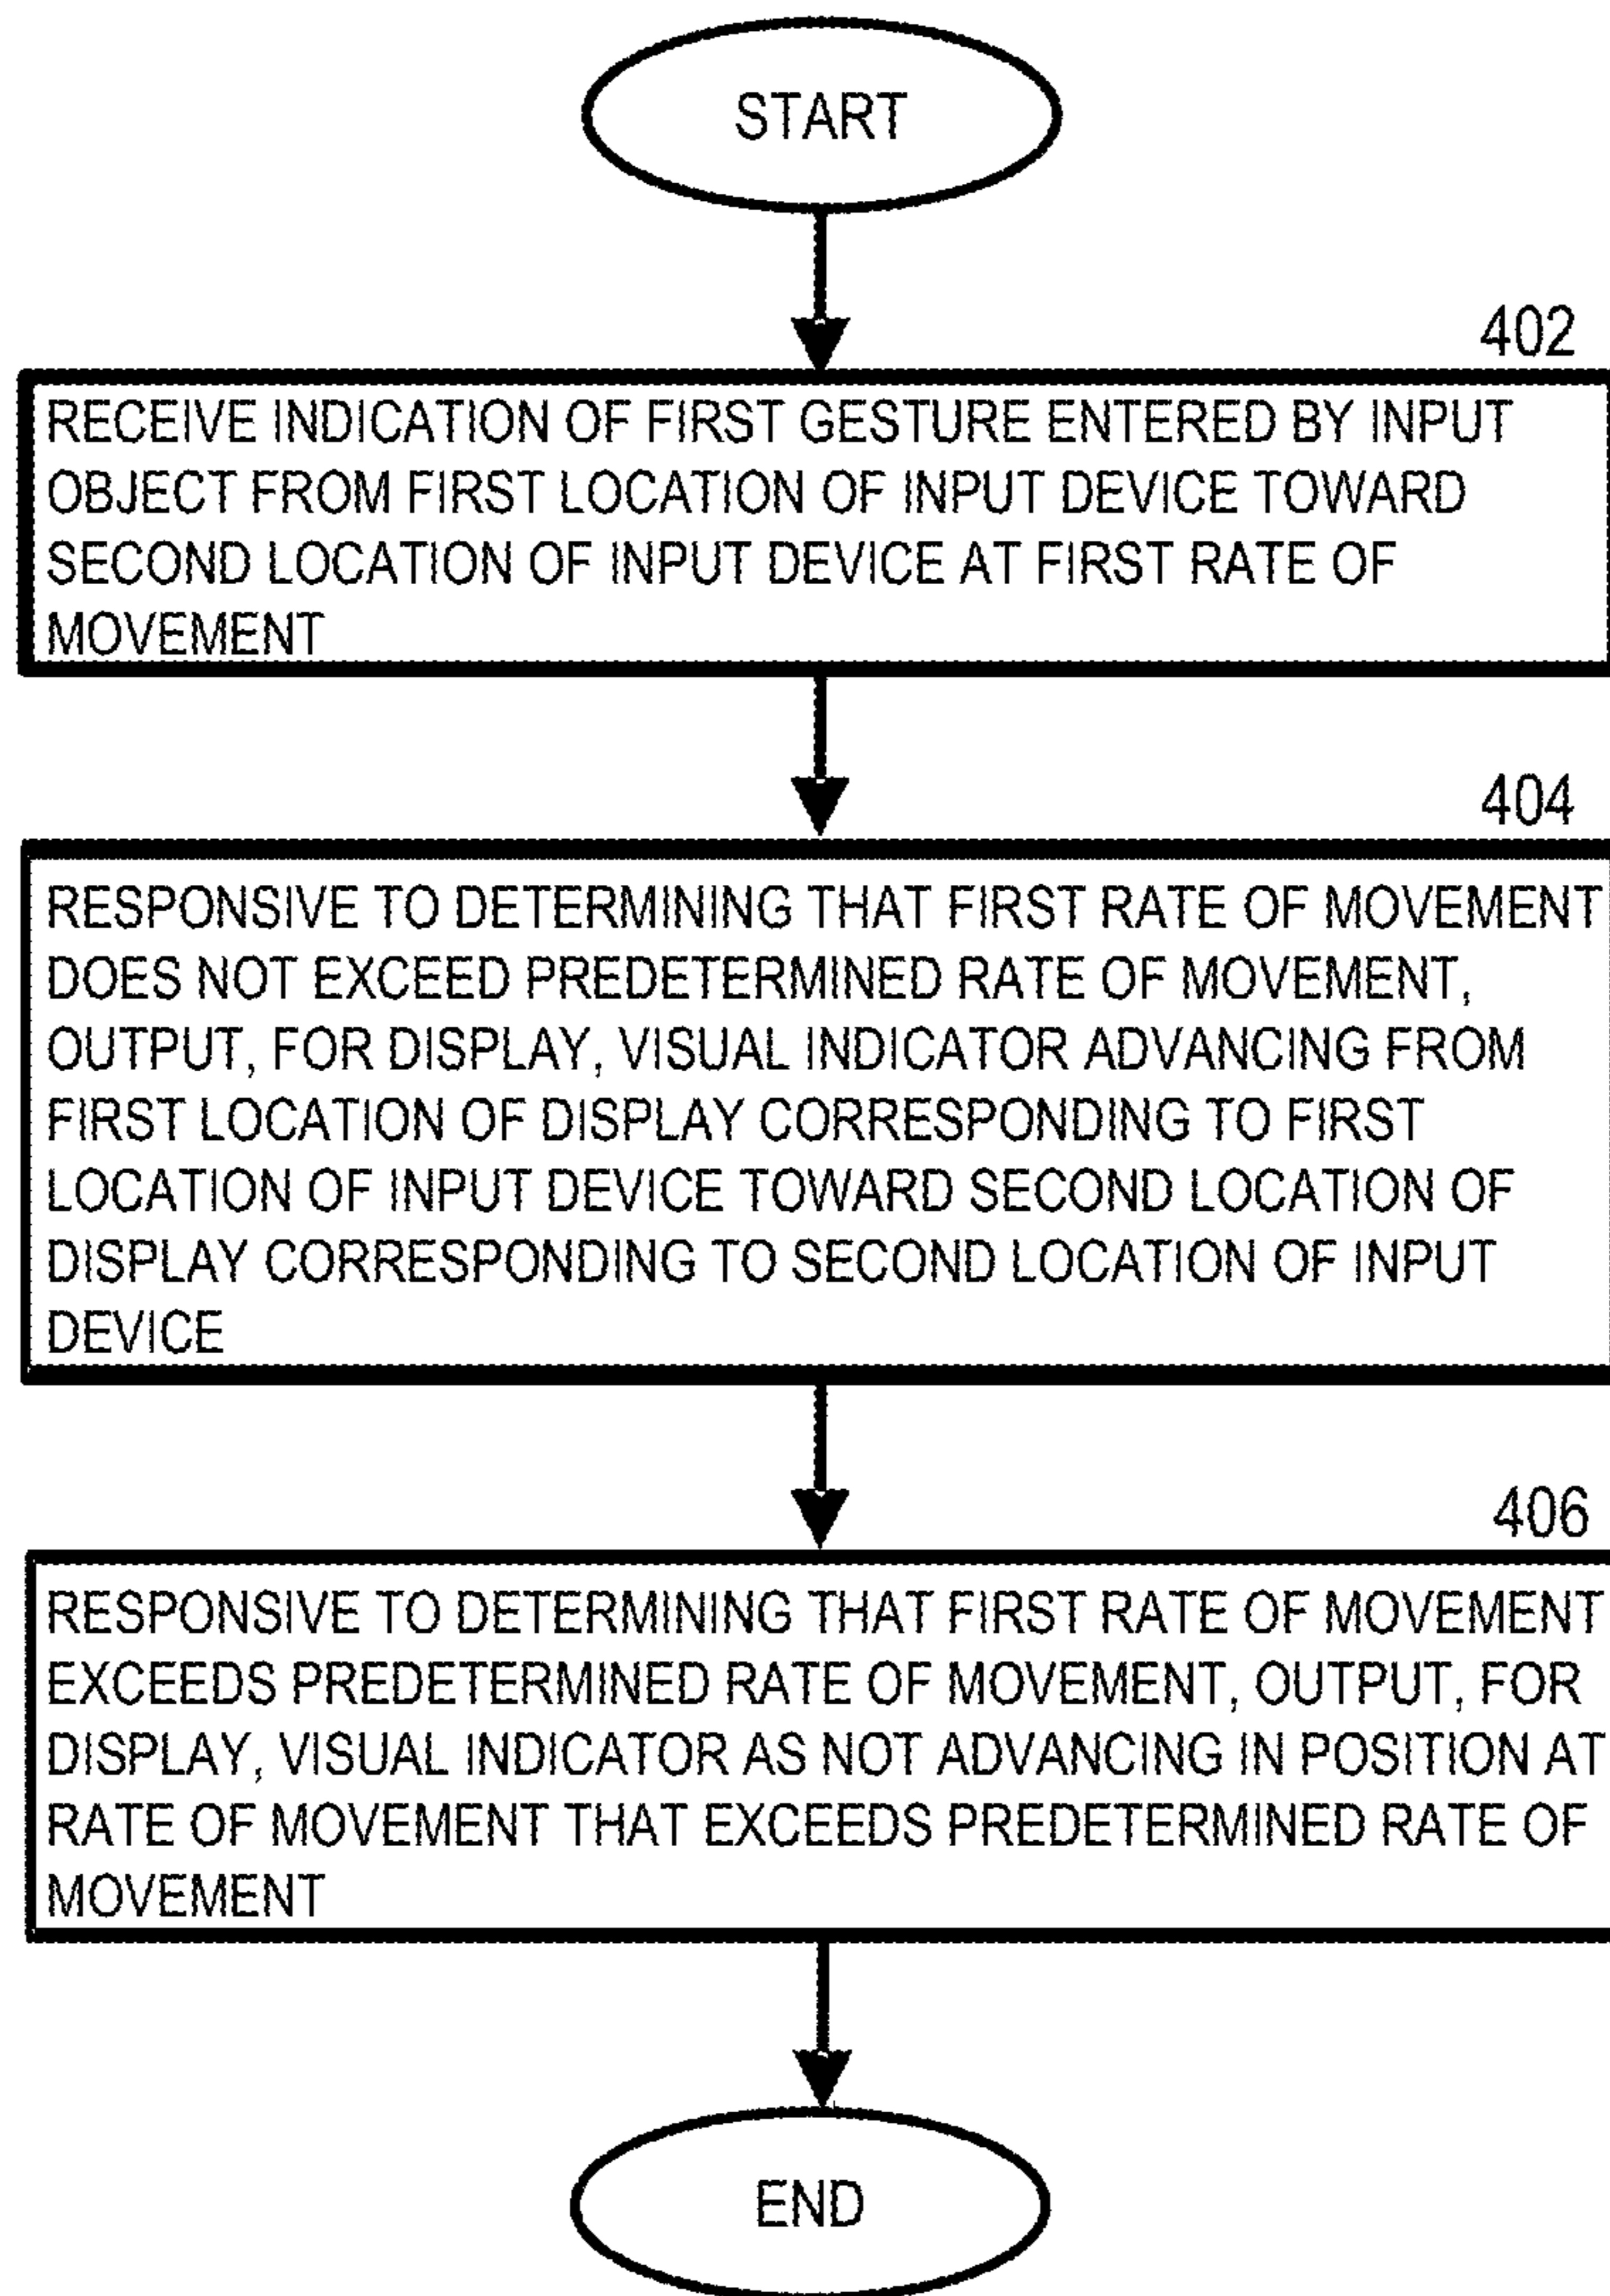 START
402
RECEIVE INDICATION OF FIRST GESTURE ENTERED BY INPUT
OBJECT FROM FIRST LOCATION OF INPUT DEVICE TOWARD
SECOND LOCATION OF INPUT DEVICE AT FIRST RATE OF
MOVEMENT
404
RESPONSIVE TO DETERMINING THAT FIRST RATE OF MOVEMENT
DOES NOT EXCEED PREDETERMINED RATE OF MOVEMENT,
OUTPUT, FOR DISPLAY, VISUAL INDICATOR ADVANCING FROM
FIRST LOCATION OF DISPLAY CORRESPONDING TO FIRST
LOCATION OF INPUT DEVICE TOWARD SECOND LOCATION OF
DISPLAY CORRESPONDING TO SECOND LOCATION OF INPUT
DEVICE
406
RESPONSIVE TO DETERMINING THAT FIRST RATE OF MOVEMENT
EXCEEDS PREDETERMINED RATE OF MOVEMENT, OUTPUT, FOR
DISPLAY, VISUAL INDICATOR AS NOT ADVANCING IN POSITION AT
RATE OF MOVEMENT THAT EXCEEDS PREDETERMINED RATE OF
MOVEMENT
END